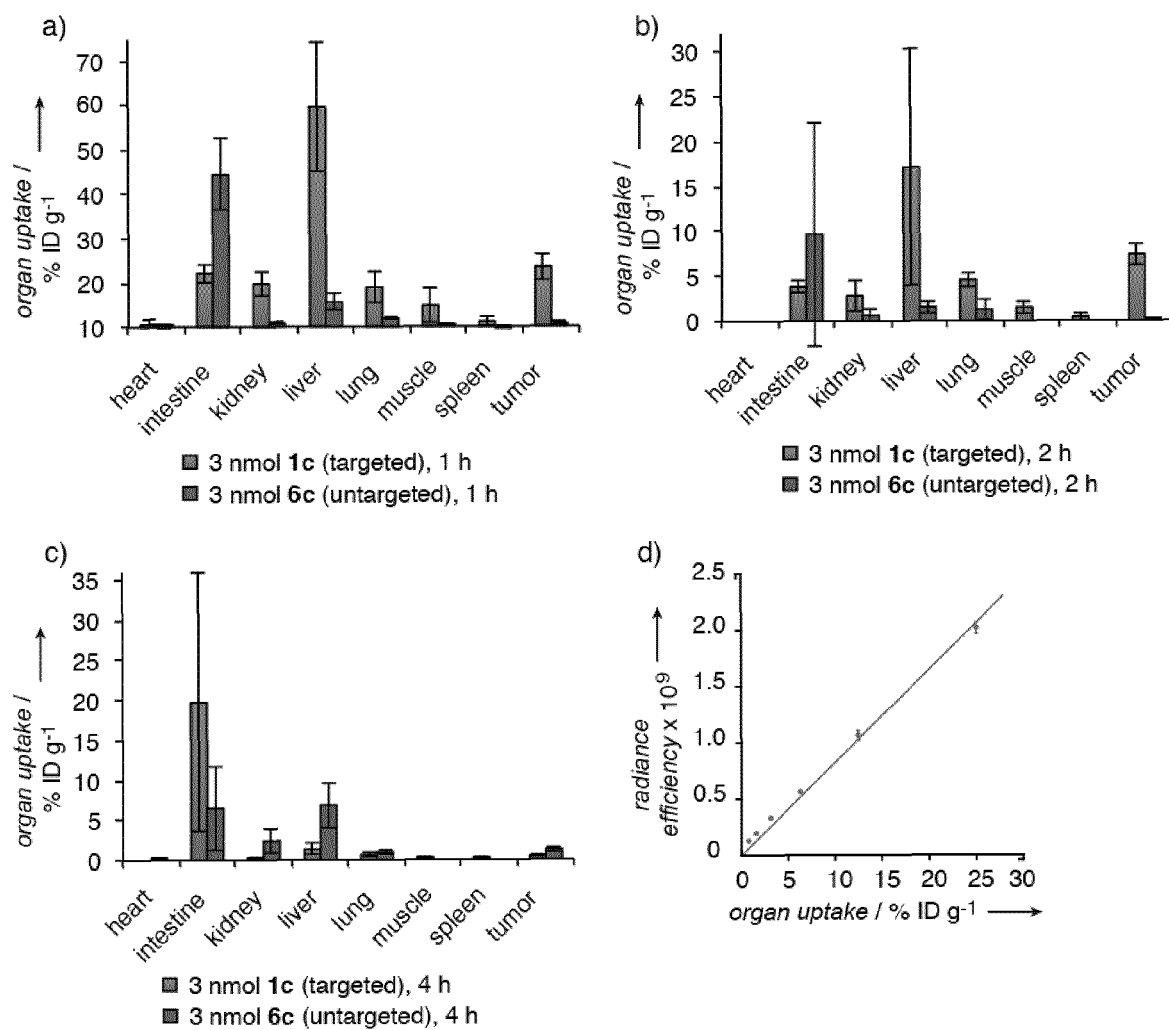 a)
organ uptake /
% ID g-1
70
60
50
40
30
20
10
heart
intestine
kidney
liver
lung
muscle
spleen
tumor
3 nmol 1c (targeted), 1 h
3 nmol 6c (untargeted), 1 h
b)
organ uptake /
% ID g-1
30
25
20
15
10
5
0
heart
intestine
kidney
liver
lung
muscle
spleen
tumor
3 nmol 1c (targeted), 2 h
3 nmol 6c (untargeted), 2 h
c)
organ uptake /
% ID g-1
35
30
25
20
15
10
5
0
heart
intestine
kidney
liver
lung
muscle
spleen
tumor
3 nmol 1c (targeted), 4 h
3 nmol 6c (untargeted), 4 h
d)
radiance
efficiency x 10⁹
2.5
2.0
1.5
1.0
0.5
0
0 5 10 15 20 25 30
organ uptake / % ID g-1